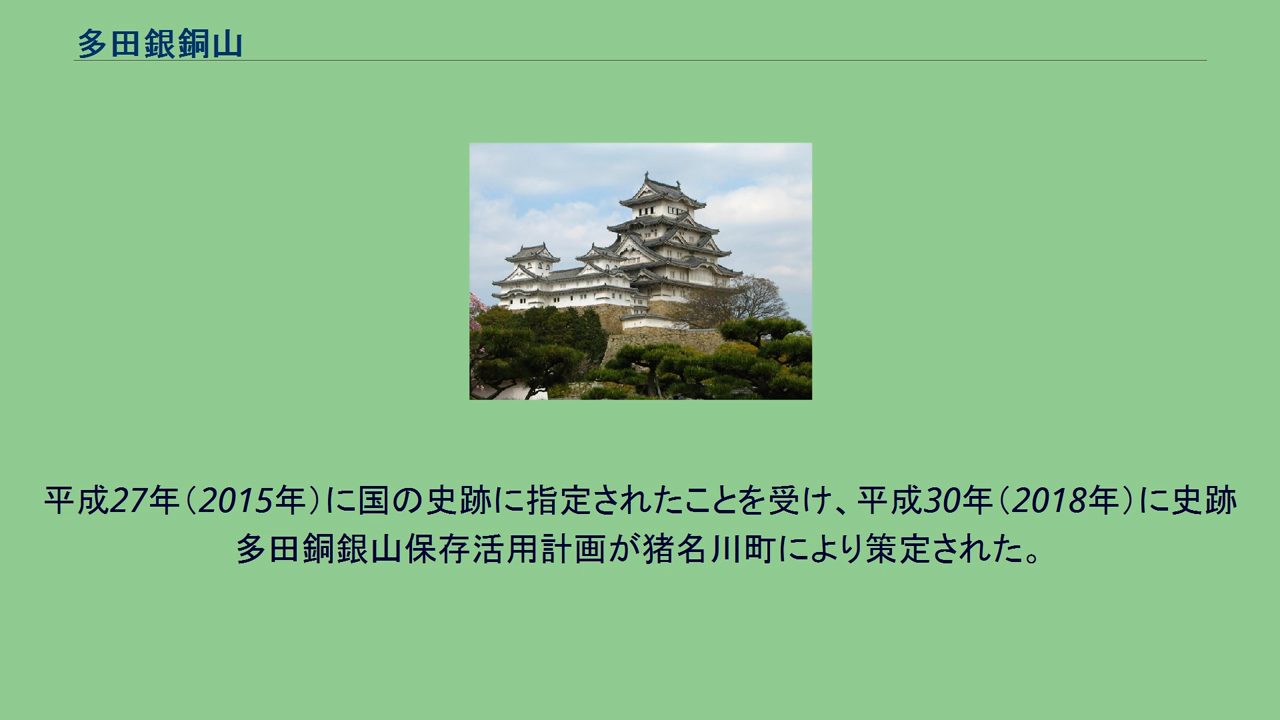 多田銀銅山
平成27年（2015年）に国の史跡に指定されたことを受け、平成30年（2018年）に史跡
多田銅銀山保存活用計画が猪名川町により策定された。